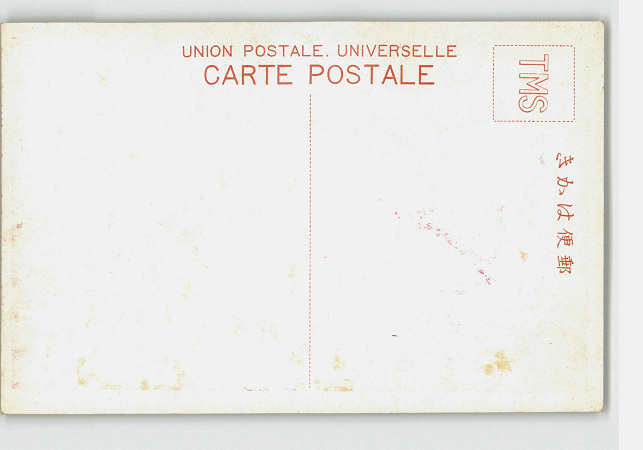 UNION POSTALE. UNIVERSELLE
CARTE POSTALE
TMS
きかは便郵